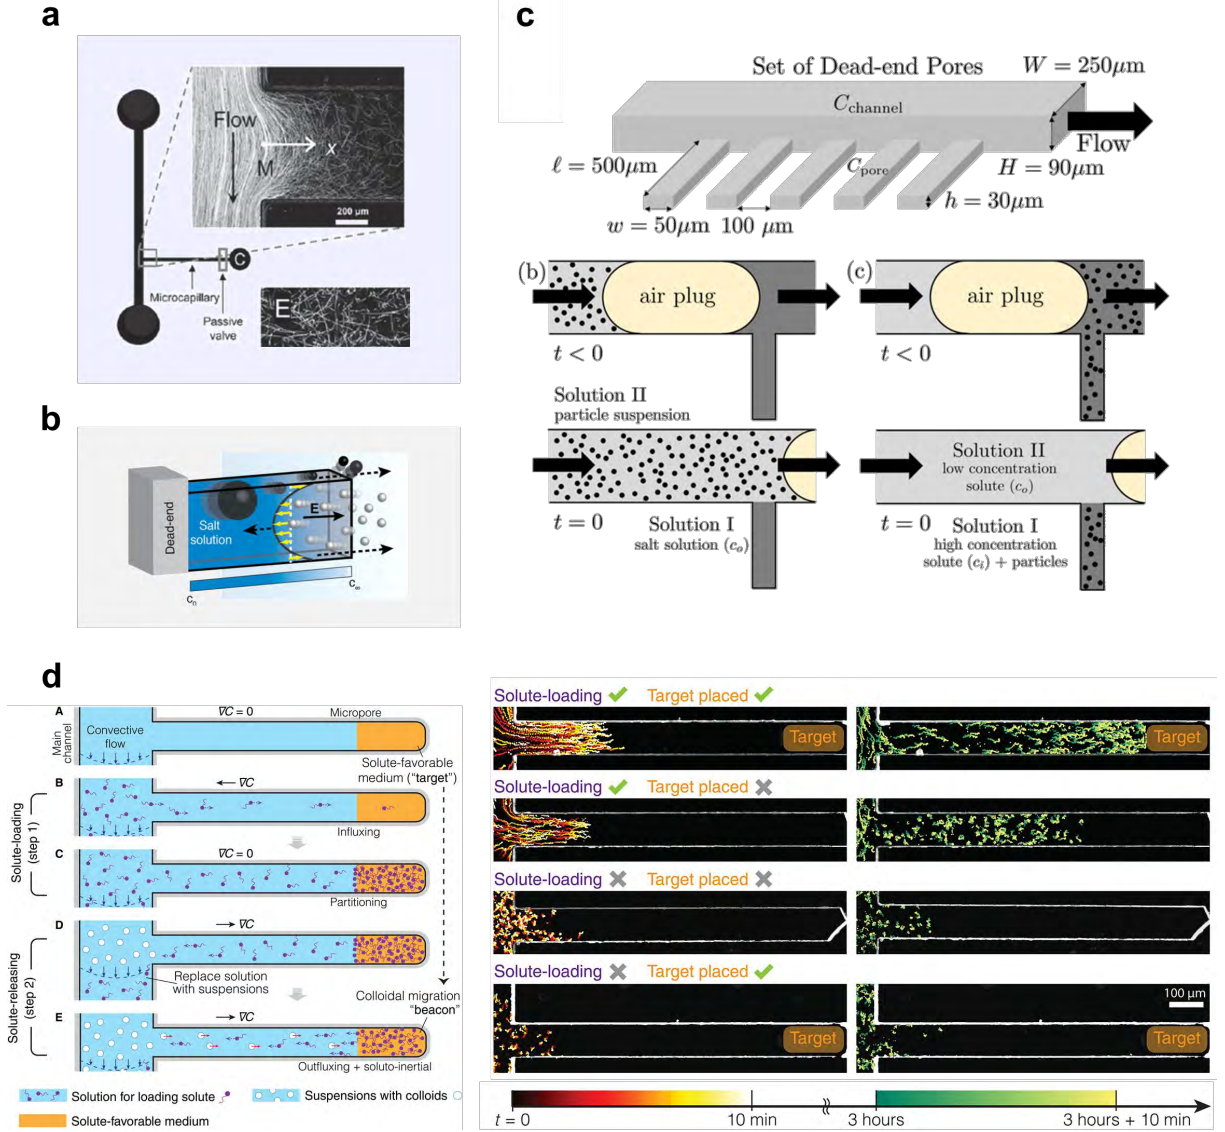 a
Flow
M
x
200 µm
C
Microcapillary
Passive
valve
E
b
Dead-end
Salt
solution
E
c₀
c∞
c
Set of Dead-end Pores
W = 250µm
C channel
Flow
ℓ = 500µm
C pore
H = 90µm
h = 30µm
w = 50µm
100 µm
(b)
air plug
t < 0
Solution II
particle suspension
t = 0
Solution I
salt solution (cₒ)
(c)
air plug
t < 0
Solution II
low concentration
solute (cₒ)
t = 0
Solution I
high concentration
solute (cᵢ) + particles
d
A
Main
channel
Convective
flow
∇C = 0
Micropore
Solute-favorable
medium (“target”)
Solute-loading
(step 1)
B
∇C
Influxing
C
∇C = 0
Partitioning
Solute-releasing
(step 2)
D
∇C
Replace solution
with suspensions
Colloidal migration
“beacon”
E
∇C
Outfluxing + soluto-inertial
Solution for loading solute
Suspensions with colloids
Solute-favorable medium
Solute-loading ✓ Target placed ✓
Target
Target
Solute-loading ✓ Target placed ✗
Solute-loading ✗ Target placed ✗
Solute-loading ✗ Target placed ✓
100 µm
Target
Target
t = 0
10 min
3 hours
3 hours + 10 min